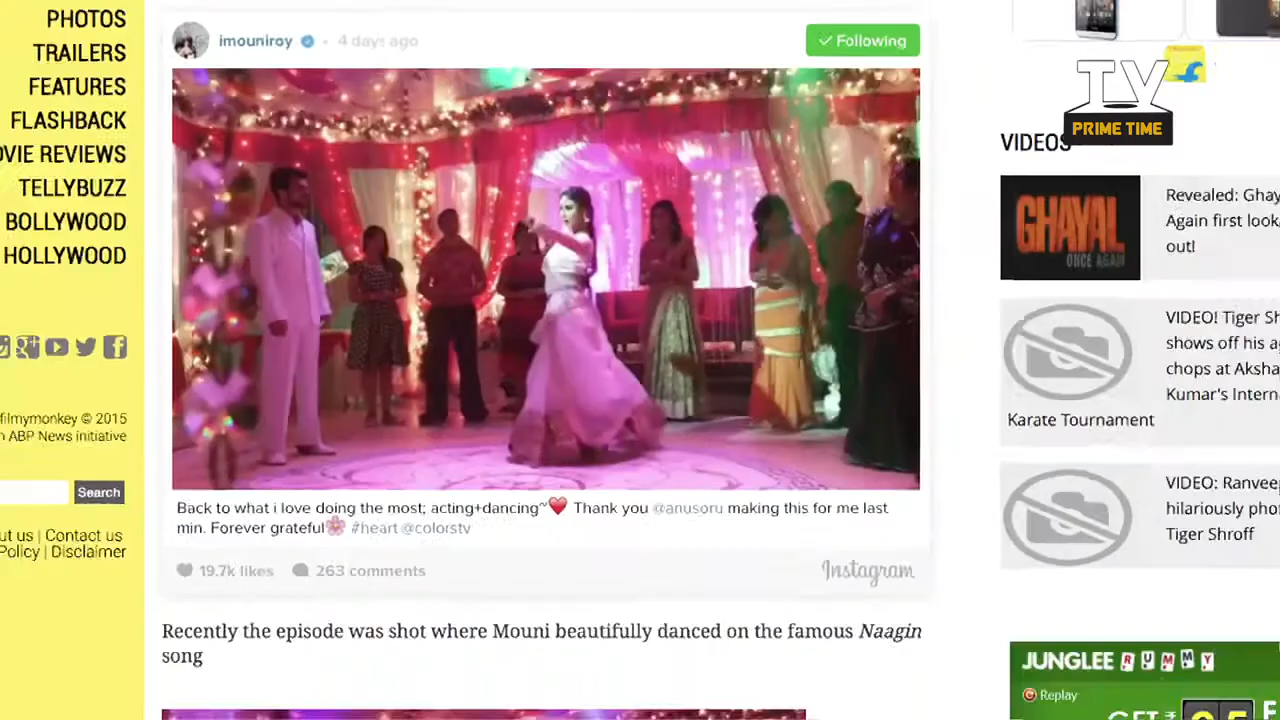 PHOTOS
TRAILERS
FEATURES
FLASHBACK
OVIE REVIEWS
TELLYBUZZ
BOLLYWOOD
HOLLYWOOD
filmymonkey © 2015
ABP News initiative
Search
ut us | Contact us
Policy | Disclaimer
imouniroy • 4 days ago
Following
Back to what i love doing the most; acting+dancing~❤️ Thank you @anusoru making this for me last
min. Forever grateful🌸 #heart @colorstv
19.7k likes 263 comments
Instagram
Recently the episode was shot where Mouni beautifully danced on the famous Naagin
song
TV
PRIME TIME
VIDEOS
GHAYAL
ONCE AGAIN
Revealed: Ghay
Again first look
out!
VIDEO! Tiger Sh
shows off his a
chops at Aksha
Kumar's Intern
Karate Tournament
VIDEO: Ranvee
hilariously pho
Tiger Shroff
JUNGLEE RUMMY
Replay